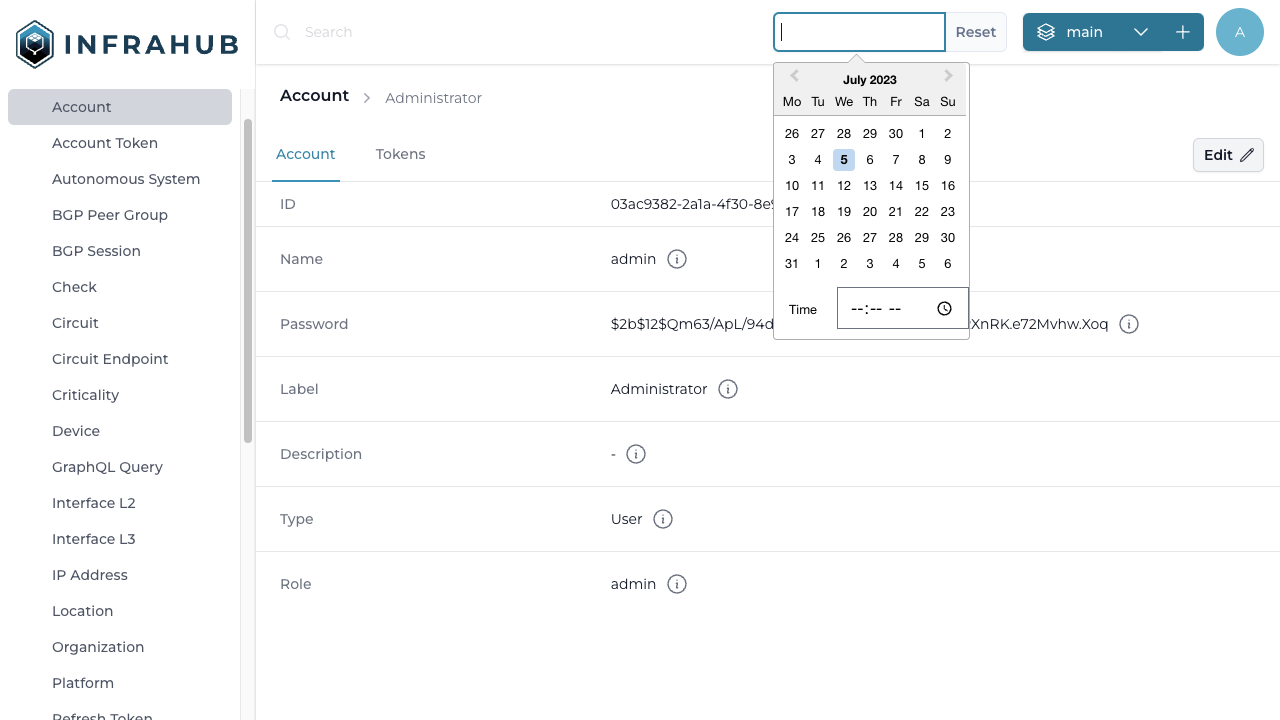 INFRAHUB
Search
Reset
main
A
Account
Account Token
Autonomous System
BGP Peer Group
BGP Session
Check
Circuit
Circuit Endpoint
Criticality
Device
GraphQL Query
Interface L2
Interface L3
IP Address
Location
Organization
Platform
Refresh Token
Account > Administrator
Account Tokens
Edit
ID 03ac9382-2a1a-4f30-8e
Name admin
Password $2b$12$Qm63/ApL/94d XnRK.e72Mvhw.Xoq
Label Administrator
Description -
Type User
Role admin
July 2023
Mo Tu We Th Fr Sa Su
26 27 28 29 30 1 2
3 4 5 6 7 8 9
10 11 12 13 14 15 16
17 18 19 20 21 22 23
24 25 26 27 28 29 30
31 1 2 3 4 5 6
Time --:-- --